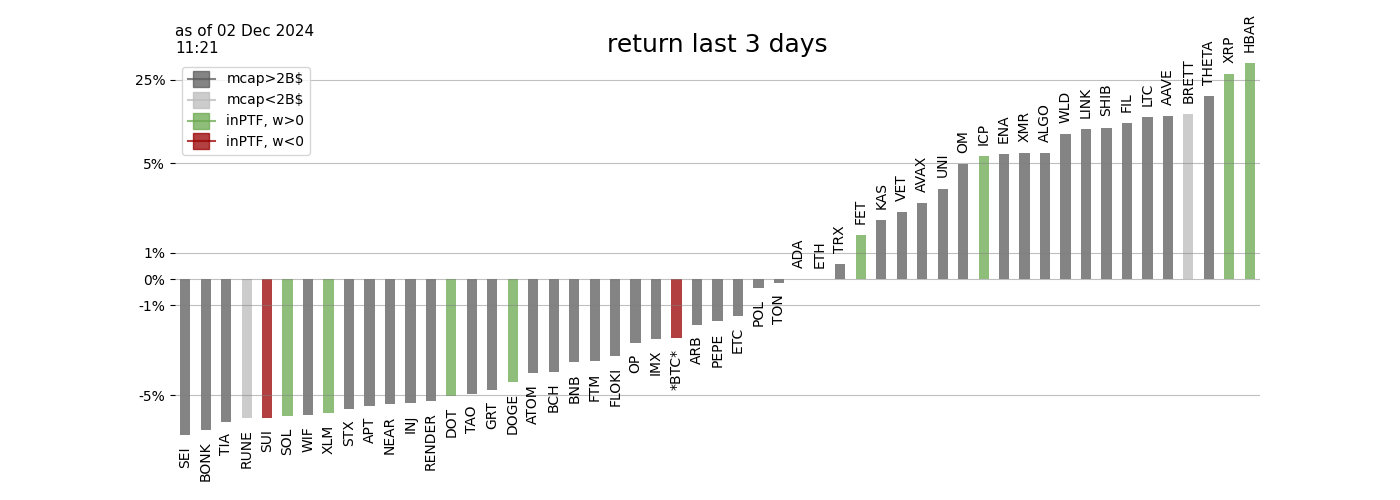 as of 02 Dec 2024
11:21
return last 3 days
mcap>2B$
mcap<2B$
inPTF, w>0
inPTF, w<0
25%
5%
1%
0%
-1%
-5%
SEI
BONK
TIA
RUNE
SUI
SOL
WIF
XLM
STX
APT
NEAR
INJ
RENDER
DOT
TAO
GRT
DOGE
ATOM
BCH
BNB
FTM
FLOKI
OP
IMX
*BTC*
ARB
PEPE
ETC
POL
TON
ADA
ETH
TRX
FET
KAS
VET
AVAX
UNI
OM
ICP
ENA
XMR
ALGO
WLD
LINK
SHIB
FIL
LTC
AAVE
BRETT
THETA
XRP
HBAR